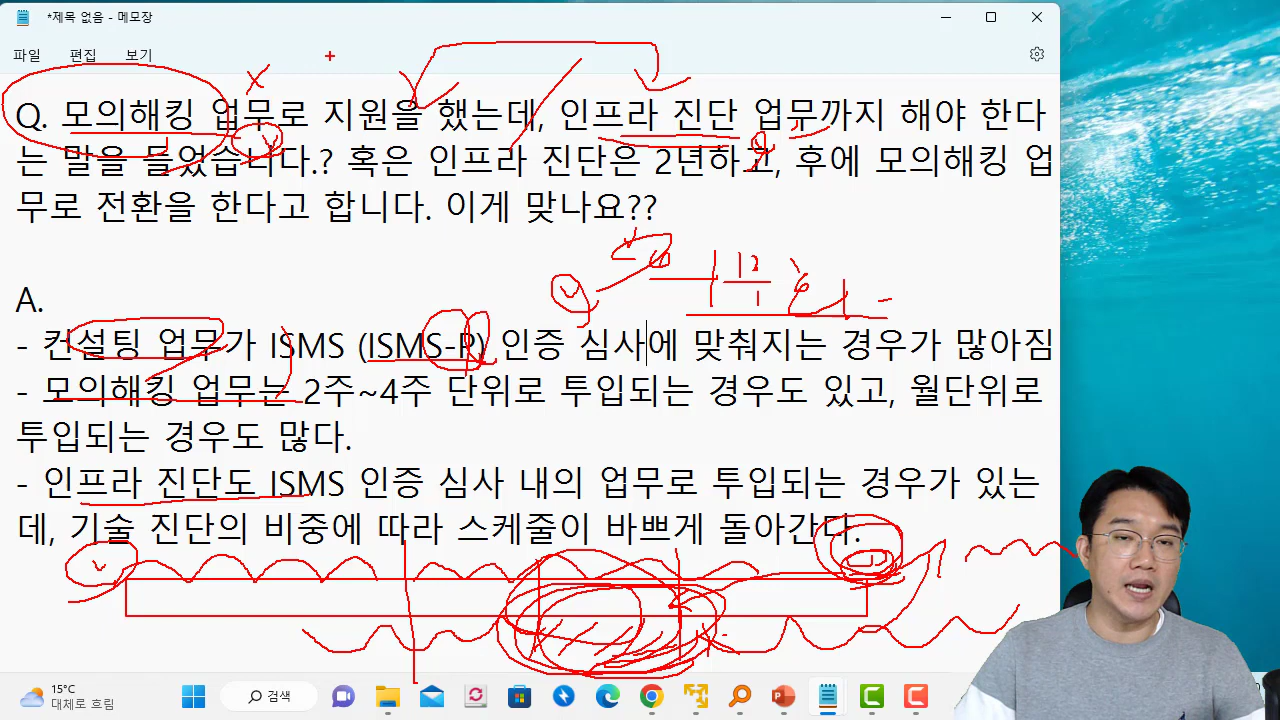 *제목 없음 - 메모장
파일 편집 보기
Q. 모의해킹 업무로 지원을 했는데, 인프라 진단 업무까지 해야 한다
는 말을 들었습니다.? 혹은 인프라 진단은 2년하고, 후에 모의해킹 업
무로 전환을 한다고 합니다. 이게 맞나요??
A.
- 컨설팅 업무가 ISMS (ISMS-P) 인증 심사에 맞춰지는 경우가 많아짐
- 모의해킹 업무는 2주~4주 단위로 투입되는 경우도 있고, 월단위로
투입되는 경우도 많다.
- 인프라 진단도 ISMS 인증 심사 내의 업무로 투입되는 경우가 있는
데, 기술 진단의 비중에 따라 스케줄이 바쁘게 돌아간다.
15°C
대체로 흐림
검색